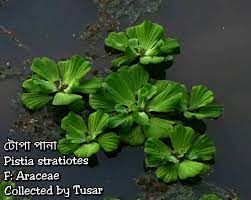 টোপা পানা
Pistia stratiotes
F: Araceae
Collected by Tusar